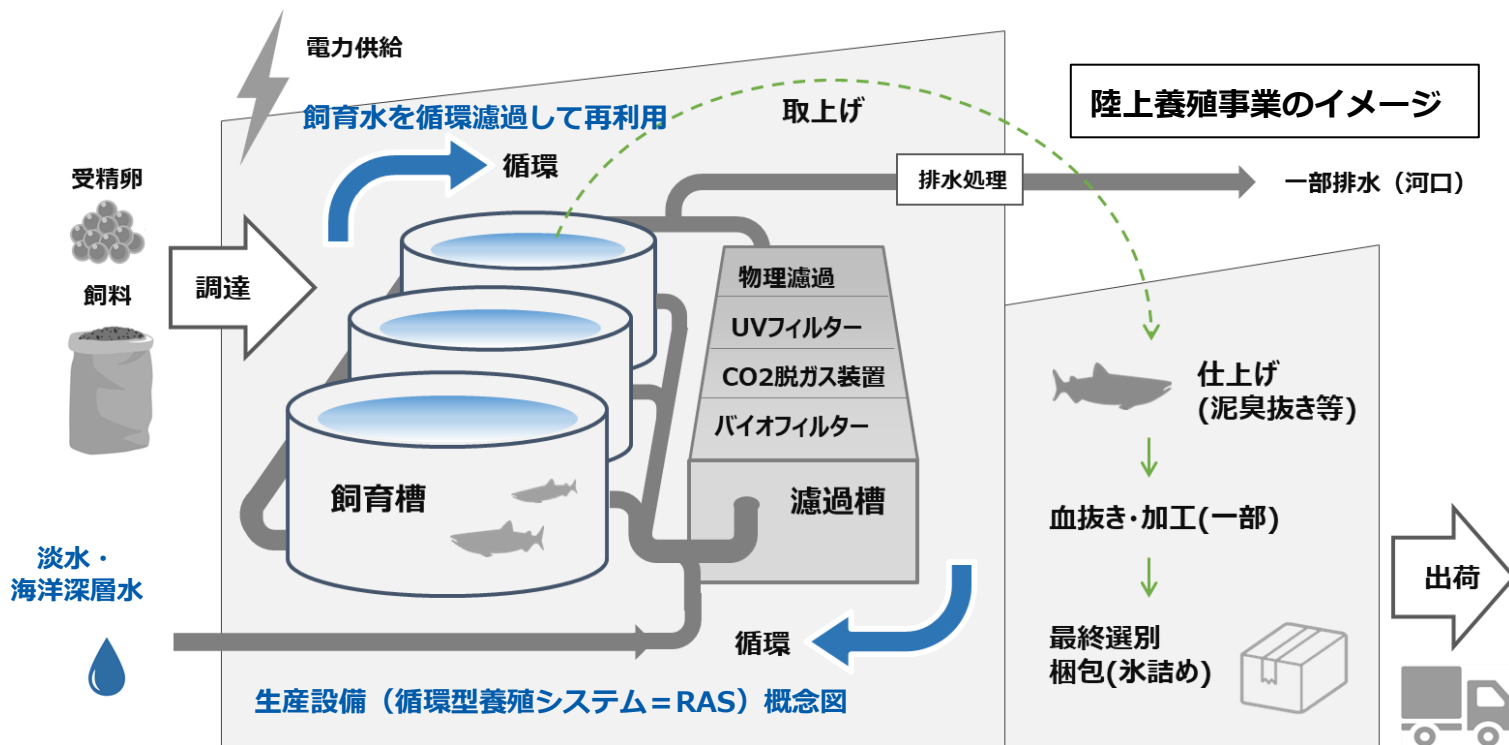 電力供給
飼育水を循環濾過して再利用
取上げ
陸上養殖事業のイメージ
循環
排水処理
一部排水（河口）
受精卵
飼料
調達
物理濾過
UVフィルター
CO2脱ガス装置
バイオフィルター
濾過槽
飼育槽
仕上げ
(泥臭抜き等)
血抜き･加工(一部)
最終選別
梱包(氷詰め)
出荷
淡水・
海洋深層水
循環
生産設備（循環型養殖システム＝RAS）概念図